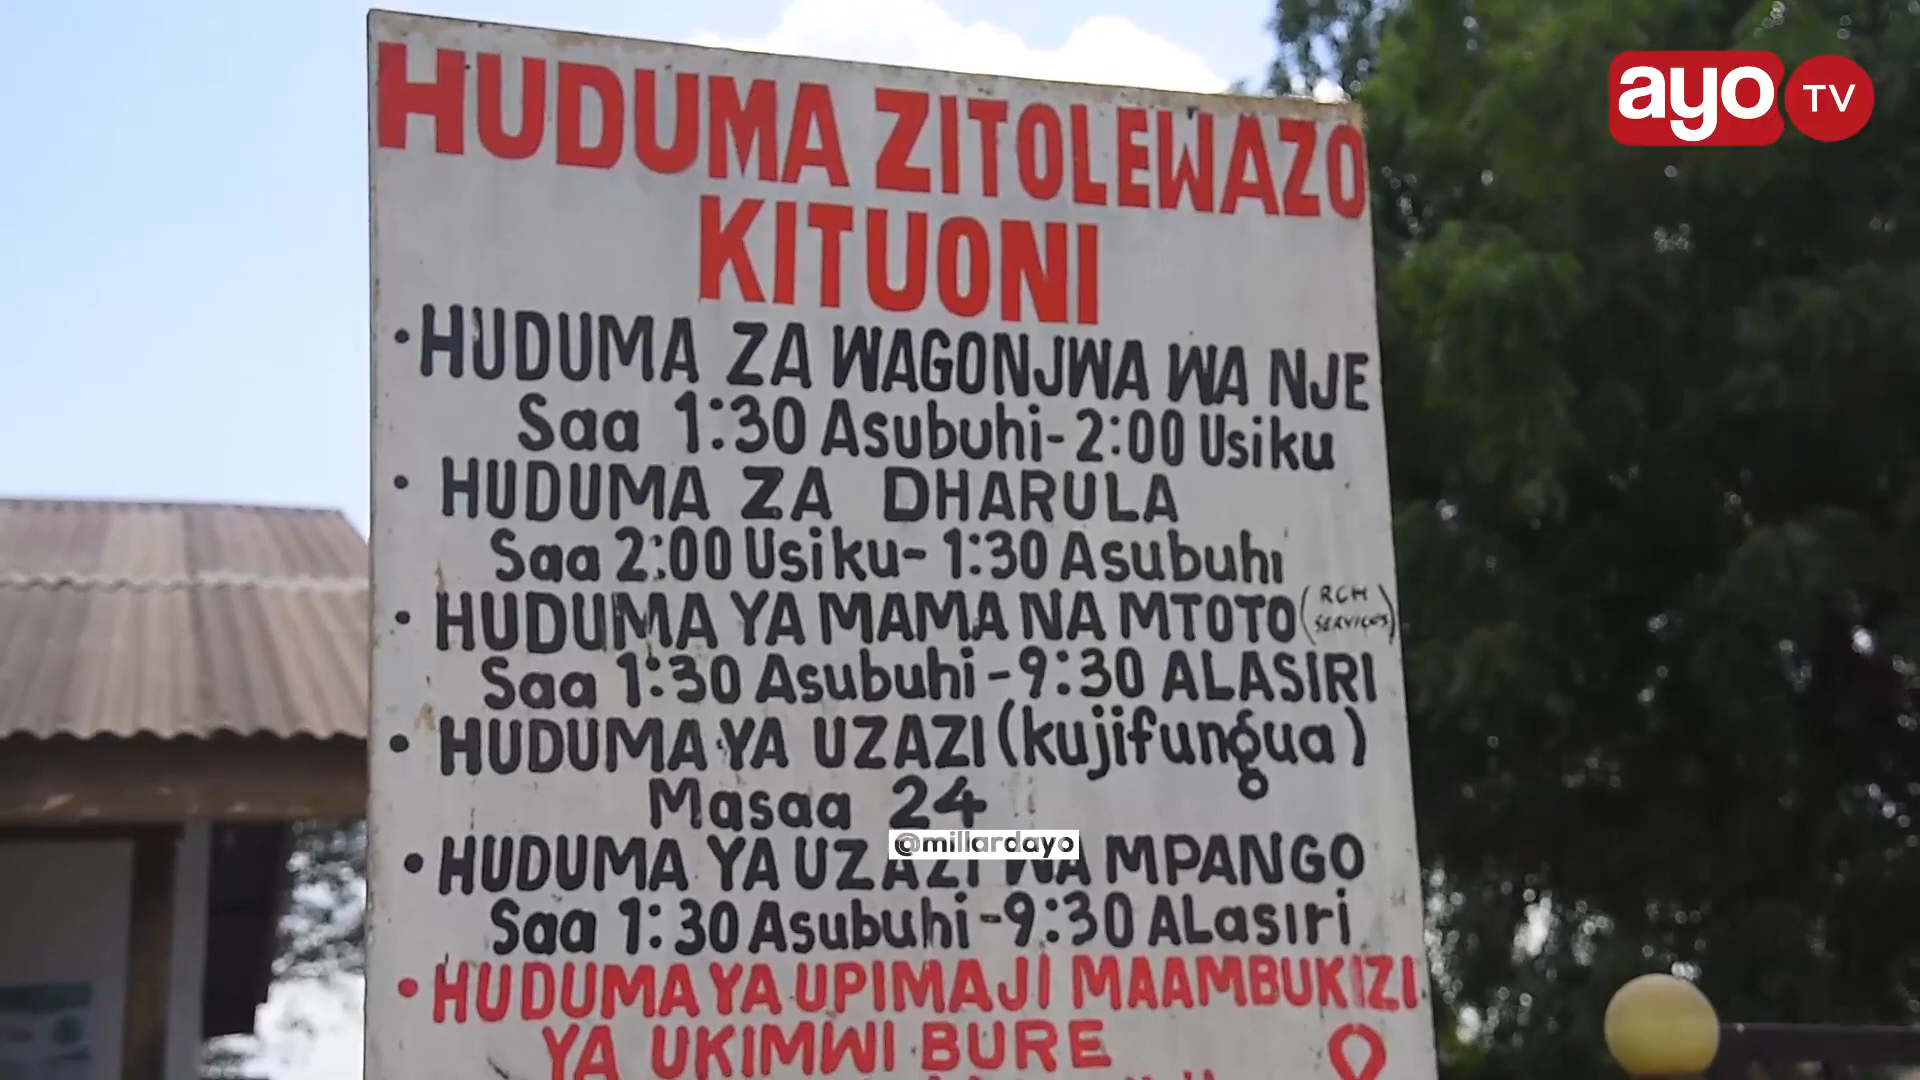 ayo TV
HUDUMA ZITOLEWAZO
KITUONI
• HUDUMA ZA WAGONJWA WA NJE
Saa 1:30 Asubuhi - 2:00 Usiku
• HUDUMA ZA DHARULA
Saa 2:00 Usiku - 1:30 Asubuhi
• HUDUMA YA MAMA NA MTOTO (RCH SERVICES)
Saa 1:30 Asubuhi - 9:30 ALASIRI
• HUDUMA YA UZAZI (kujifungua)
Masaa 24
@millardayo
• HUDUMA YA UZAZI WA MPANGO
Saa 1:30 Asubuhi - 9:30 ALasiri
• HUDUMA YA UPIMAJI MAAMBUKIZI
YA UKIMWI BURE